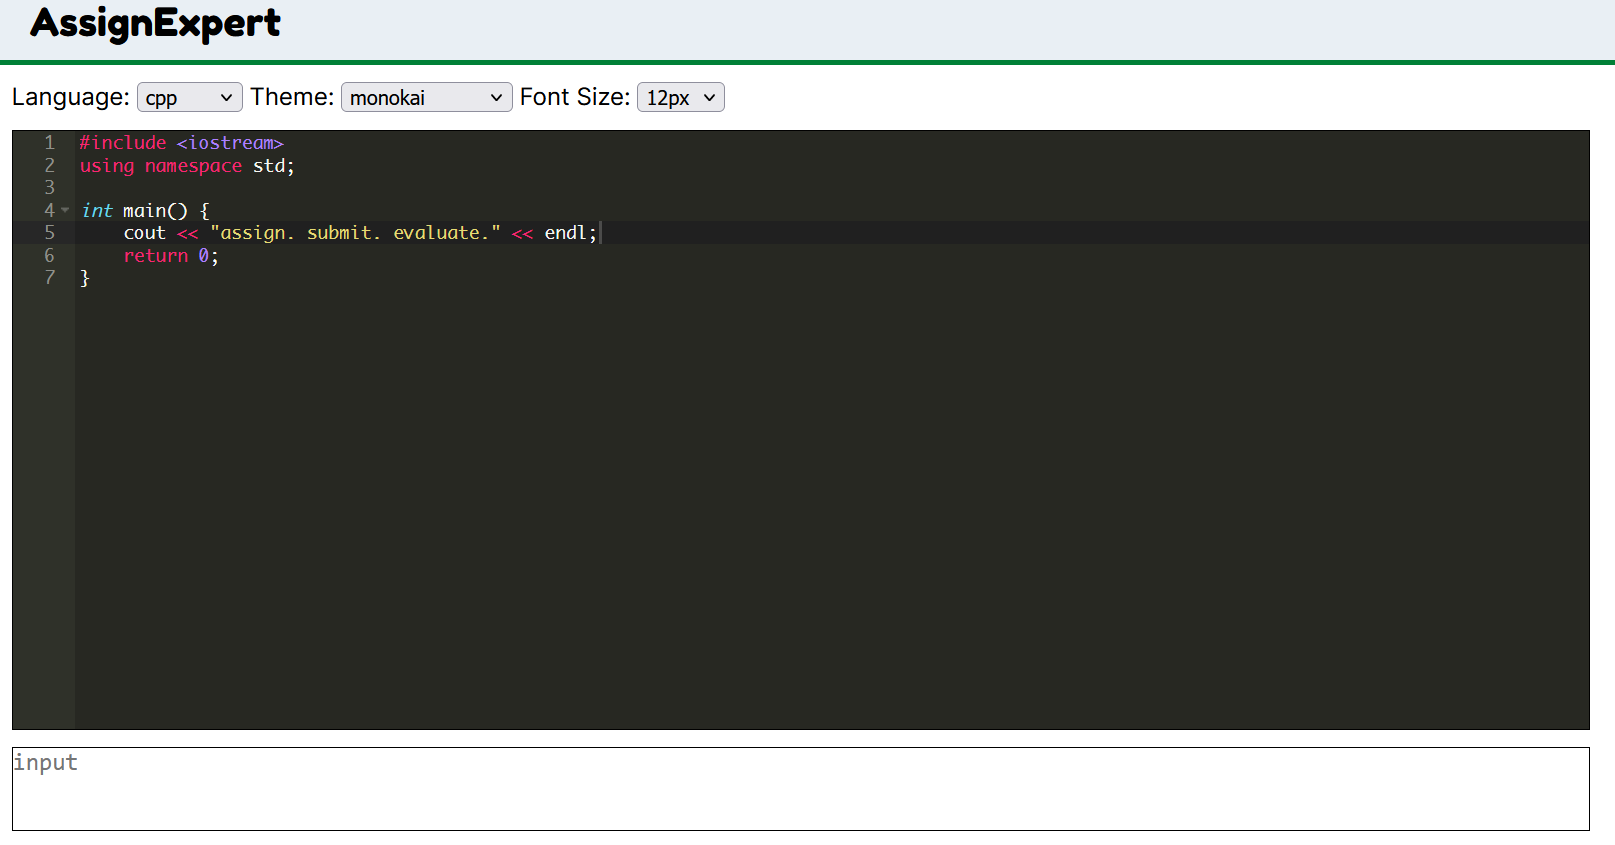 AssignExpert
Language: cpp Theme: monokai Font Size: 12px
1 #include <iostream>
2 using namespace std;
3
4 int main() {
5     cout << "assign. submit. evaluate." << endl;
6     return 0;
7 }
input